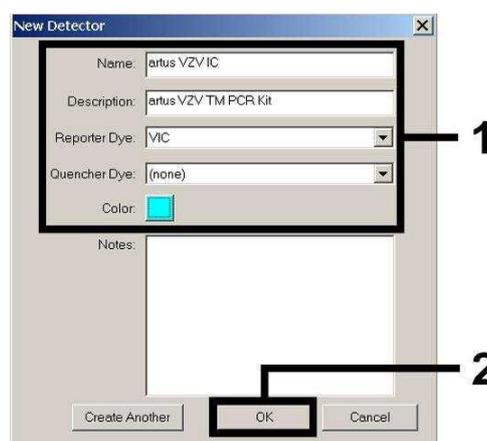 New Detector
Name: artus VZV IC
Description: artus VZV TM PCR Kit
Reporter Dye: VIC
1
Quencher Dye: (none)
Color:
Notes:
2
Create Another OK Cancel